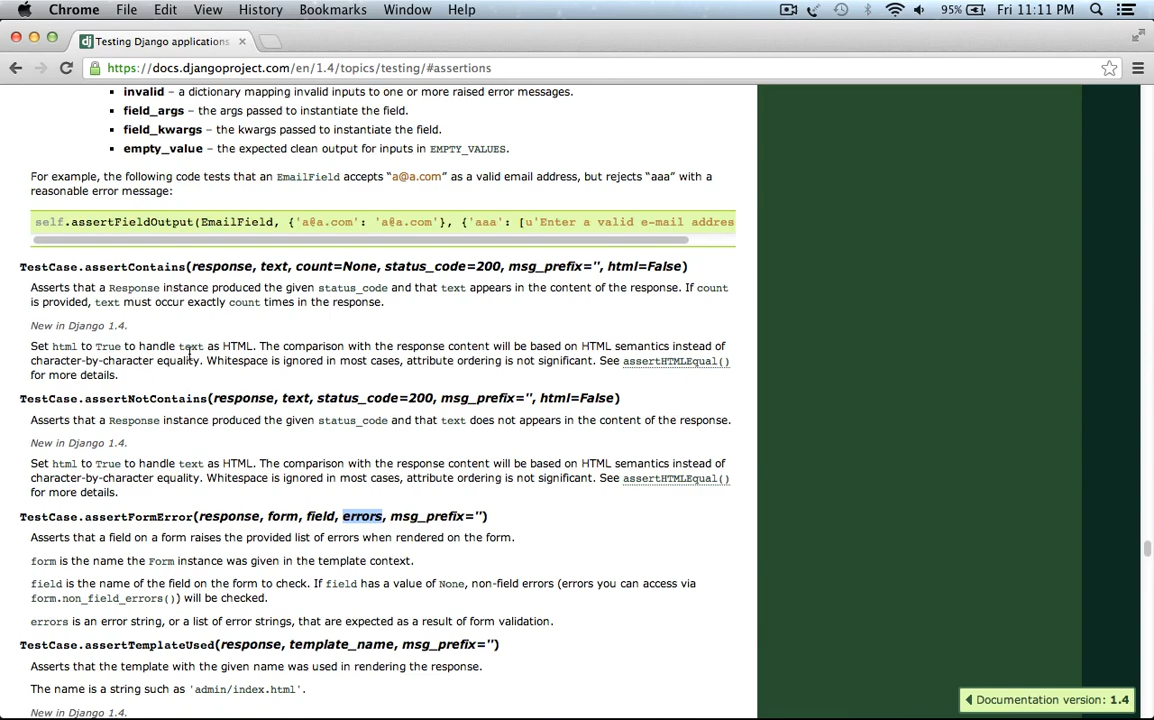 Chrome File Edit View History Bookmarks Window Help 95% Fri 11:11 PM
Testing Django applications
https://docs.djangoproject.com/en/1.4/topics/testing/#assertions
▪ invalid – a dictionary mapping invalid inputs to one or more raised error messages.
▪ field_args – the args passed to instantiate the field.
▪ field_kwargs – the kwargs passed to instantiate the field.
▪ empty_value – the expected clean output for inputs in EMPTY_VALUES.
For example, the following code tests that an EmailField accepts “a@a.com” as a valid email address, but rejects “aaa” with a
reasonable error message:
self.assertFieldOutput(EmailField, {'a@a.com': 'a@a.com'}, {'aaa': [u'Enter a valid e-mail addres
TestCase.assertContains(response, text, count=None, status_code=200, msg_prefix='', html=False)
Asserts that a Response instance produced the given status_code and that text appears in the content of the response. If count
is provided, text must occur exactly count times in the response.
New in Django 1.4.
Set html to True to handle text as HTML. The comparison with the response content will be based on HTML semantics instead of
character-by-character equality. Whitespace is ignored in most cases, attribute ordering is not significant. See assertHTMLEqual()
for more details.
TestCase.assertNotContains(response, text, status_code=200, msg_prefix='', html=False)
Asserts that a Response instance produced the given status_code and that text does not appears in the content of the response.
New in Django 1.4.
Set html to True to handle text as HTML. The comparison with the response content will be based on HTML semantics instead of
character-by-character equality. Whitespace is ignored in most cases, attribute ordering is not significant. See assertHTMLEqual()
for more details.
TestCase.assertFormError(response, form, field, errors, msg_prefix='')
Asserts that a field on a form raises the provided list of errors when rendered on the form.
form is the name the Form instance was given in the template context.
field is the name of the field on the form to check. If field has a value of None, non-field errors (errors you can access via
form.non_field_errors()) will be checked.
errors is an error string, or a list of error strings, that are expected as a result of form validation.
TestCase.assertTemplateUsed(response, template_name, msg_prefix='')
Asserts that the template with the given name was used in rendering the response.
The name is a string such as 'admin/index.html'.
New in Django 1.4.
Documentation version: 1.4